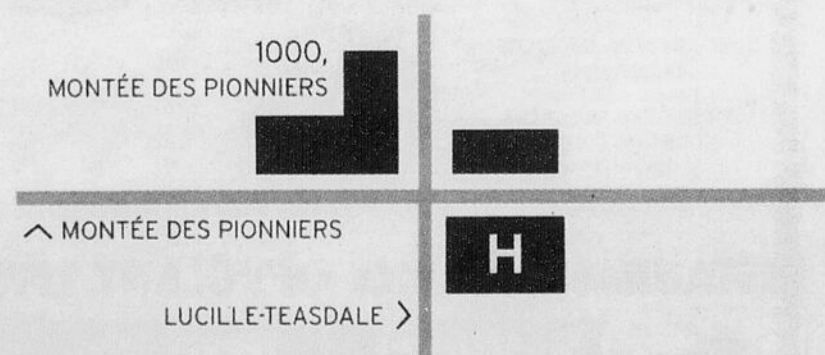 1000,
MONTÉE DES PIONNIERS
^ MONTÉE DES PIONNIERS
H
LUCILLE-TEASDALE >